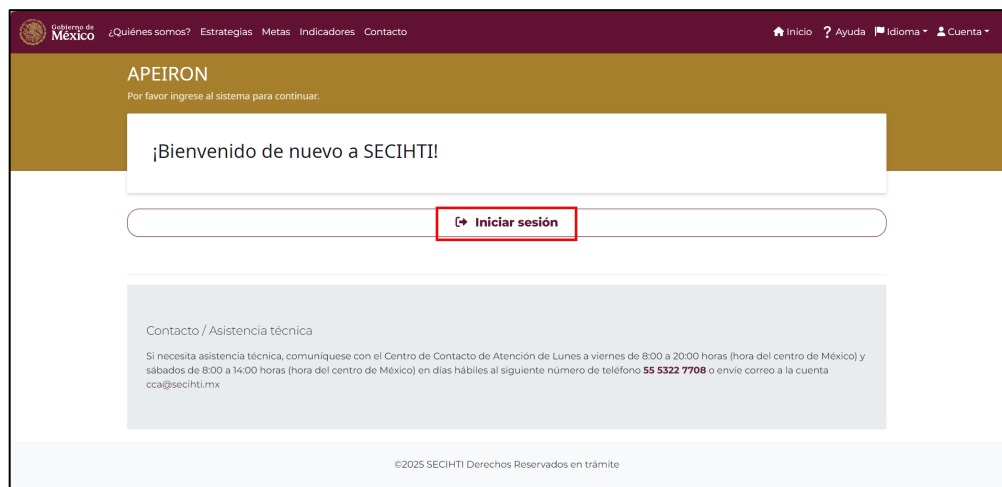 Gobierno de
México
¿Quiénes somos? Estrategias Metas Indicadores Contacto
Inicio ? Ayuda Idioma Cuenta
APEIRON
Por favor ingrese al sistema para continuar.
¡Bienvenido de nuevo a SECIHTI!
Iniciar sesión
Contacto / Asistencia técnica
Si necesita asistencia técnica, comuníquese con el Centro de Contacto de Atención de Lunes a viernes de 8:00 a 20:00 horas (hora del centro de México) y
sábados de 8:00 a 14:00 horas (hora del centro de México) en días hábiles al siguiente número de teléfono 55 5322 7708 o envíe correo a la cuenta
cca@secihti.mx
©2025 SECIHTI Derechos Reservados en trámite